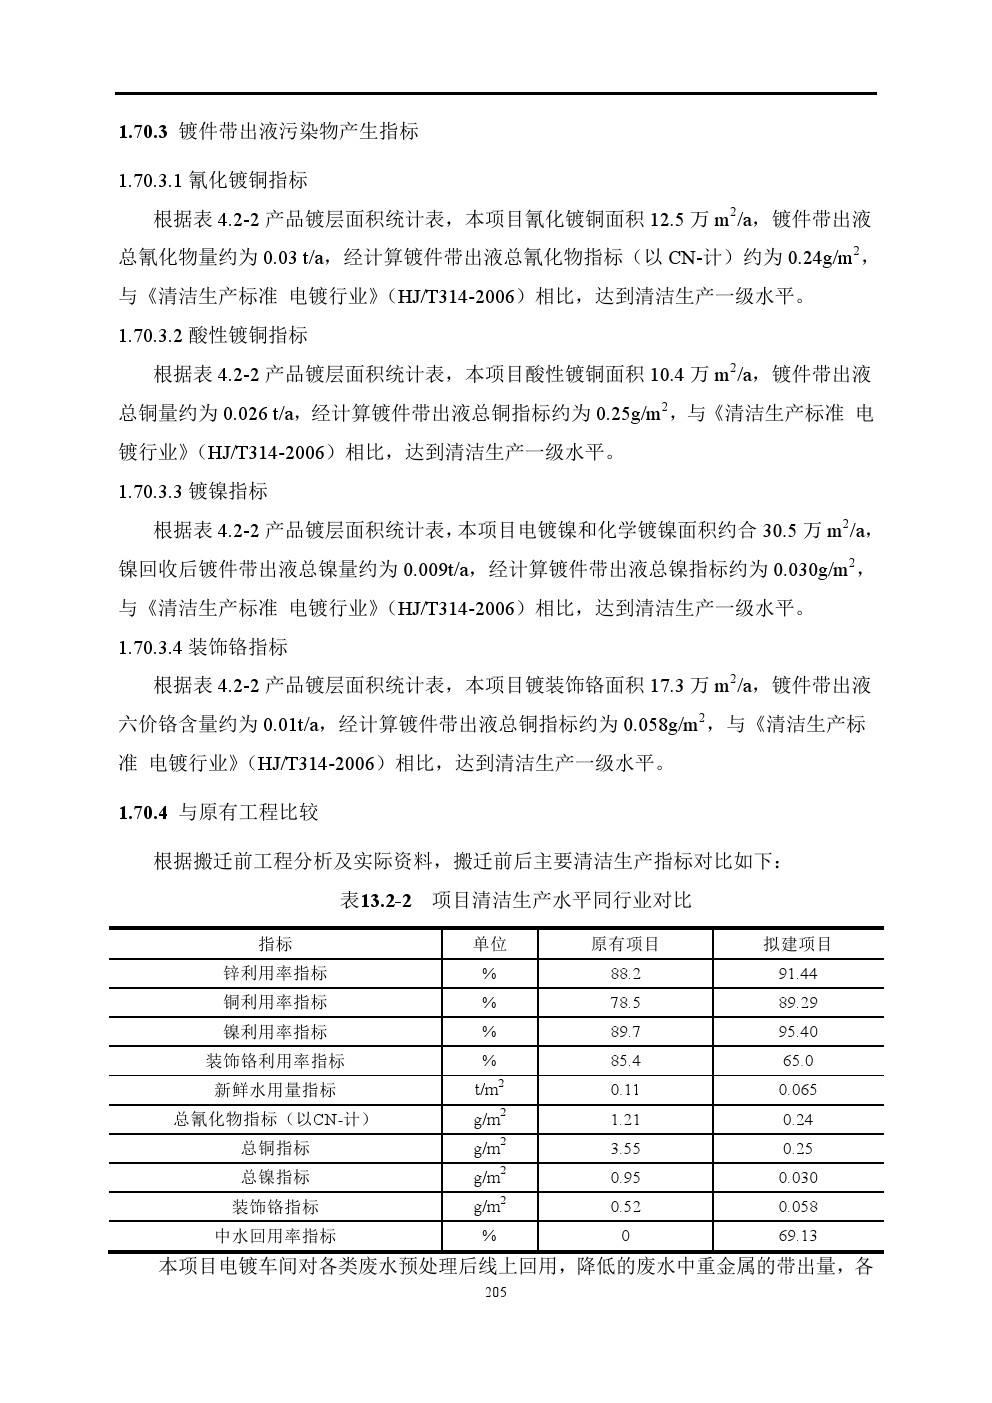 1.70.3 镀件带出液污染物产生指标
1.70.3.1 氰化镀铜指标
根据表 4.2-2 产品镀层面积统计表，本项目氰化镀铜面积 12.5 万 m²/a，镀件带出液
总氰化物量约为 0.03 t/a，经计算镀件带出液总氰化物指标（以 CN-计）约为 0.24g/m²，
与《清洁生产标准 电镀行业》（HJ/T314-2006）相比，达到清洁生产一级水平。
1.70.3.2 酸性镀铜指标
根据表 4.2-2 产品镀层面积统计表，本项目酸性镀铜面积 10.4 万 m²/a，镀件带出液
总铜量约为 0.026 t/a，经计算镀件带出液总铜指标约为 0.25g/m²，与《清洁生产标准 电
镀行业》（HJ/T314-2006）相比，达到清洁生产一级水平。
1.70.3.3 镀镍指标
根据表 4.2-2 产品镀层面积统计表，本项目电镀镍和化学镀镍面积约合 30.5 万 m²/a，
镍回收后镀件带出液总镍量约为 0.009t/a，经计算镀件带出液总镍指标约为 0.030g/m²，
与《清洁生产标准 电镀行业》（HJ/T314-2006）相比，达到清洁生产一级水平。
1.70.3.4 装饰铬指标
根据表 4.2-2 产品镀层面积统计表，本项目镀装饰铬面积 17.3 万 m²/a，镀件带出液
六价铬含量约为 0.01t/a，经计算镀件带出液总铜指标约为 0.058g/m²，与《清洁生产标
准 电镀行业》（HJ/T314-2006）相比，达到清洁生产一级水平。
1.70.4 与原有工程比较
根据搬迁前工程分析及实际资料，搬迁前后主要清洁生产指标对比如下：
表13.2-2 项目清洁生产水平同行业对比
指标 单位 原有项目 拟建项目
锌利用率指标 % 88.2 91.44
铜利用率指标 % 78.5 89.29
镍利用率指标 % 89.7 95.40
装饰铬利用率指标 % 85.4 65.0
新鲜水用量指标 t/m² 0.11 0.065
总氰化物指标（以CN-计） g/m² 1.21 0.24
总铜指标 g/m² 3.55 0.25
总镍指标 g/m² 0.95 0.030
装饰铬指标 g/m² 0.52 0.058
中水回用率指标 % 0 69.13
本项目电镀车间对各类废水预处理后线上回用，降低的废水中重金属的带出量，各
205